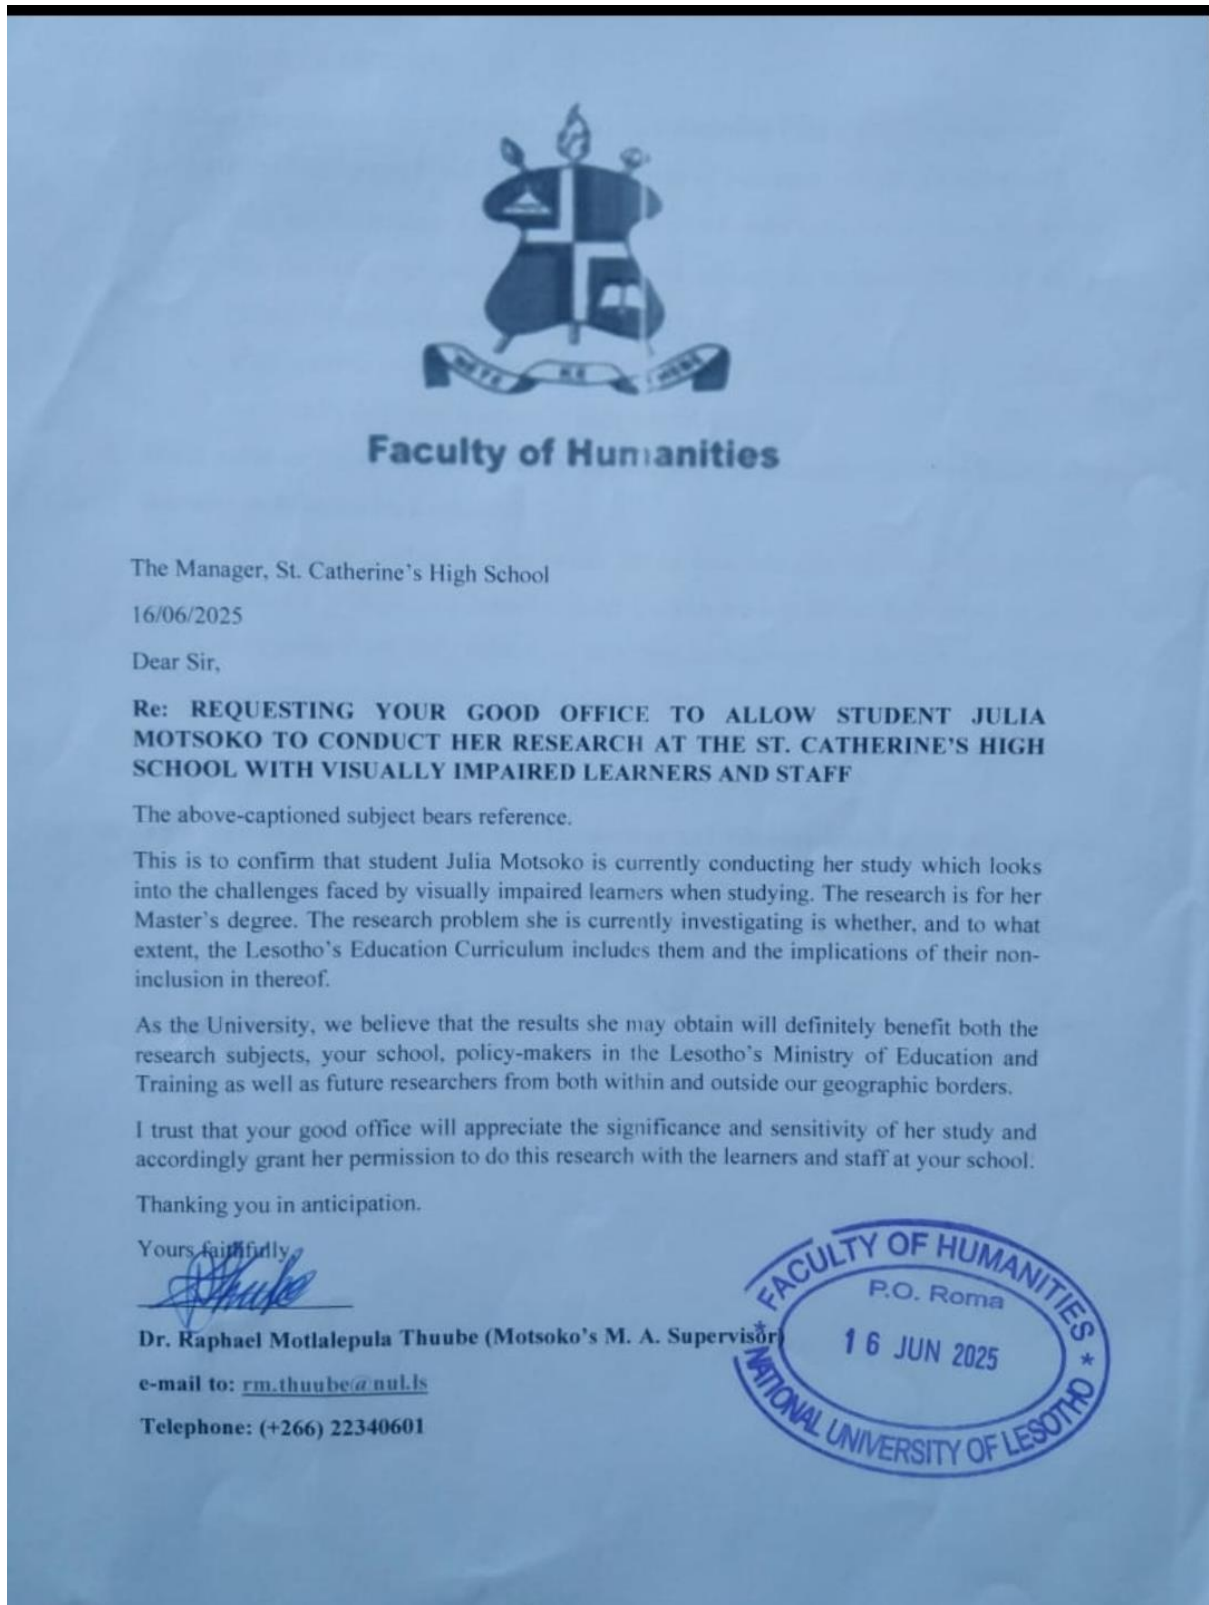 NETE KE THEBE
Faculty of Humanities
The Manager, St. Catherine's High School
16/06/2025
Dear Sir,
Re: REQUESTING YOUR GOOD OFFICE TO ALLOW STUDENT JULIA
MOTSOKO TO CONDUCT HER RESEARCH AT THE ST. CATHERINE'S HIGH
SCHOOL WITH VISUALLY IMPAIRED LEARNERS AND STAFF
The above-captioned subject bears reference.
This is to confirm that student Julia Motsoko is currently conducting her study which looks
into the challenges faced by visually impaired learners when studying. The research is for her
Master's degree. The research problem she is currently investigating is whether, and to what
extent, the Lesotho's Education Curriculum includes them and the implications of their non-
inclusion in thereof.
As the University, we believe that the results she may obtain will definitely benefit both the
research subjects, your school, policy-makers in the Lesotho's Ministry of Education and
Training as well as future researchers from both within and outside our geographic borders.
I trust that your good office will appreciate the significance and sensitivity of her study and
accordingly grant her permission to do this research with the learners and staff at your school.
Thanking you in anticipation.
Yours faithfully,
Dr. Raphael Motlalepula Thuube (Motsoko's M. A. Supervisor)
e-mail to: rm.thuube@nul.ls
Telephone: (+266) 22340601
* FACULTY OF HUMANITIES *
P.O. Roma
16 JUN 2025
NATIONAL UNIVERSITY OF LESOTHO